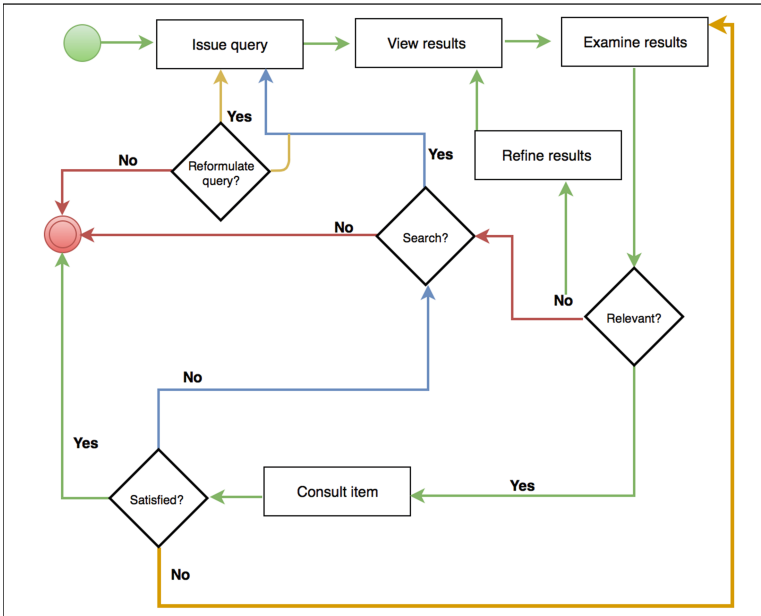 Issue query
View results
Examine results
Yes
No
Reformulate
query?
Yes
Refine results
No
Search?
No
Relevant?
No
Yes
Satisfied?
Consult item
Yes
No